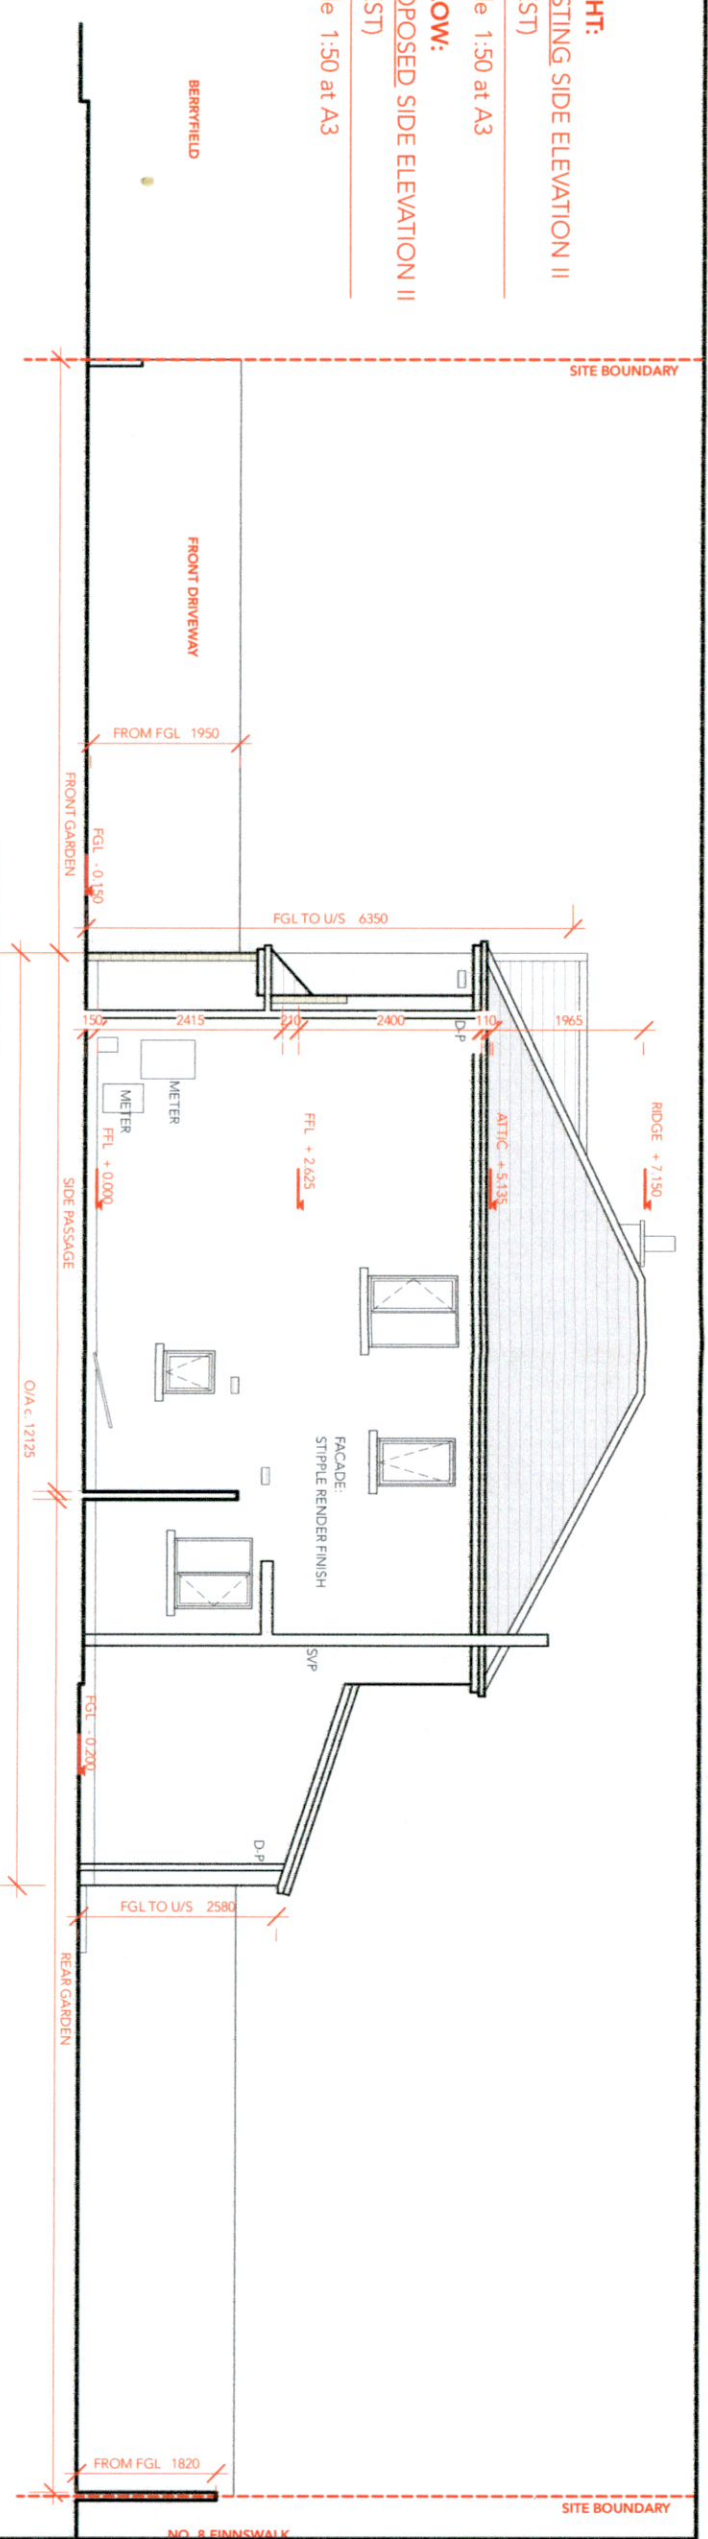 HT:
STING SIDE ELEVATION II
ST)
e 1:50 at A3
OW:
OPOSED SIDE ELEVATION II
ST)
e 1:50 at A3
BERRYFIELD
SITE BOUNDARY
FRONT DRIVEWAY
FROM FGL 1950
FRONT GARDEN
FGL - 0.150
FGL TO U/S 6350
150
2415
210
2400
110
1965
D-P
METER
METER
RIDGE + 7.150
ATTIC + 5.135
FFL + 2.625
FFL + 0.000
SIDE PASSAGE
O/A c. 12125
FACADE:
STIPPLE RENDER FINISH
SVP
FGL - 0.200
D-P
FGL TO U/S 2580
REAR GARDEN
FROM FGL 1820
SITE BOUNDARY
NO. 8 FINNSWALK